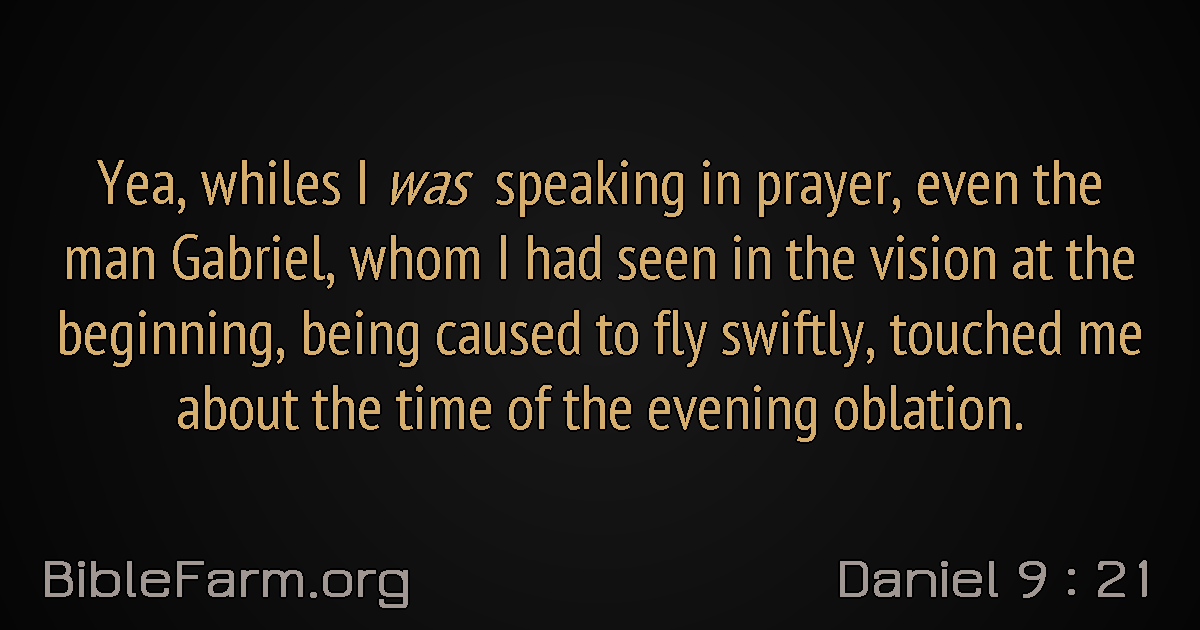 Yea, whiles I was speaking in prayer, even the
man Gabriel, whom I had seen in the vision at the
beginning, being caused to fly swiftly, touched me
about the time of the evening oblation.
BibleFarm.org
Daniel 9 : 21